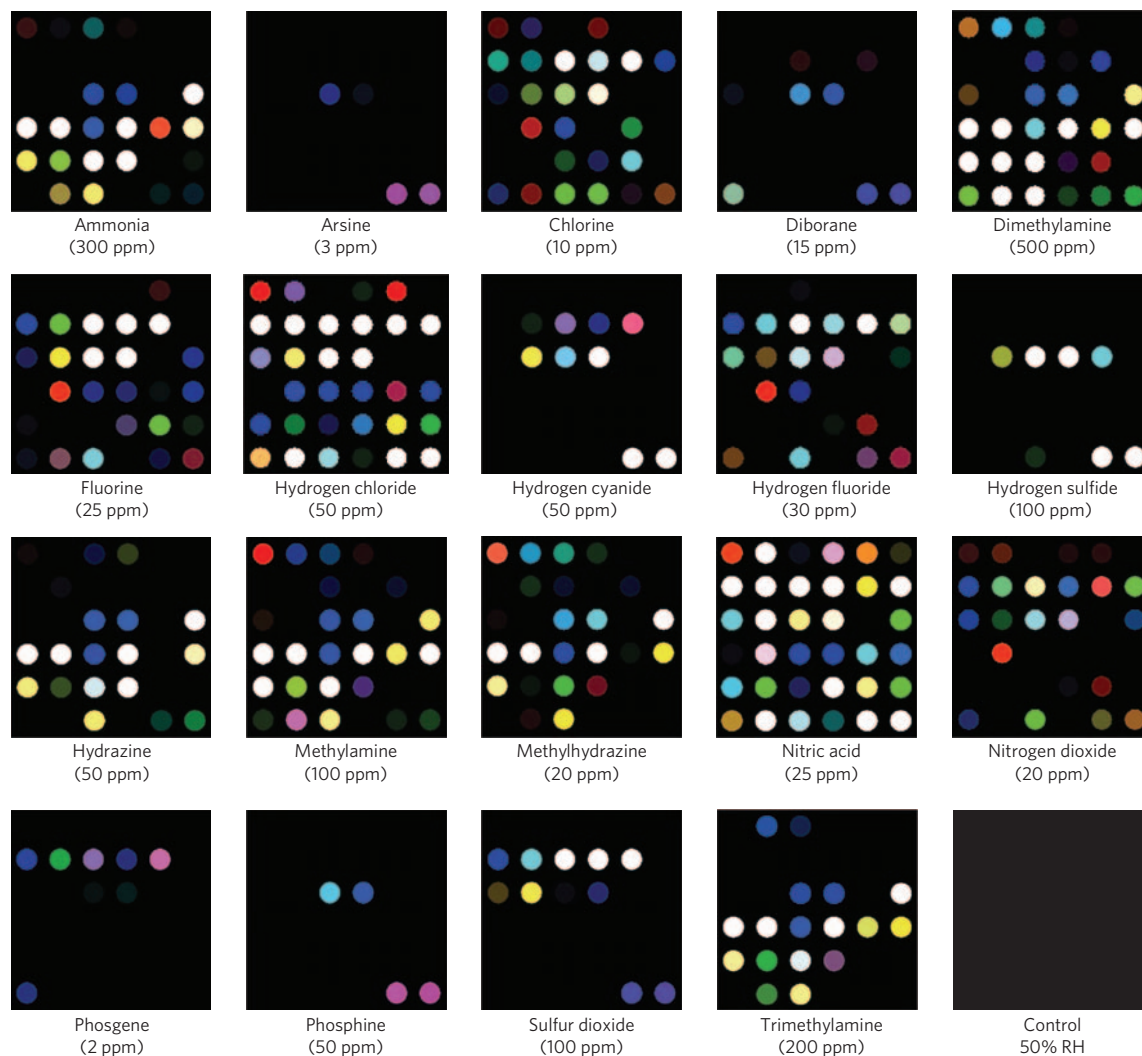 Ammonia
(300 ppm)
Arsine
(3 ppm)
Chlorine
(10 ppm)
Diborane
(15 ppm)
Dimethylamine
(500 ppm)
Fluorine
(25 ppm)
Hydrogen chloride
(50 ppm)
Hydrogen cyanide
(50 ppm)
Hydrogen fluoride
(30 ppm)
Hydrogen sulfide
(100 ppm)
Hydrazine
(50 ppm)
Methylamine
(100 ppm)
Methylhydrazine
(20 ppm)
Nitric acid
(25 ppm)
Nitrogen dioxide
(20 ppm)
Phosgene
(2 ppm)
Phosphine
(50 ppm)
Sulfur dioxide
(100 ppm)
Trimethylamine
(200 ppm)
Control
50% RH